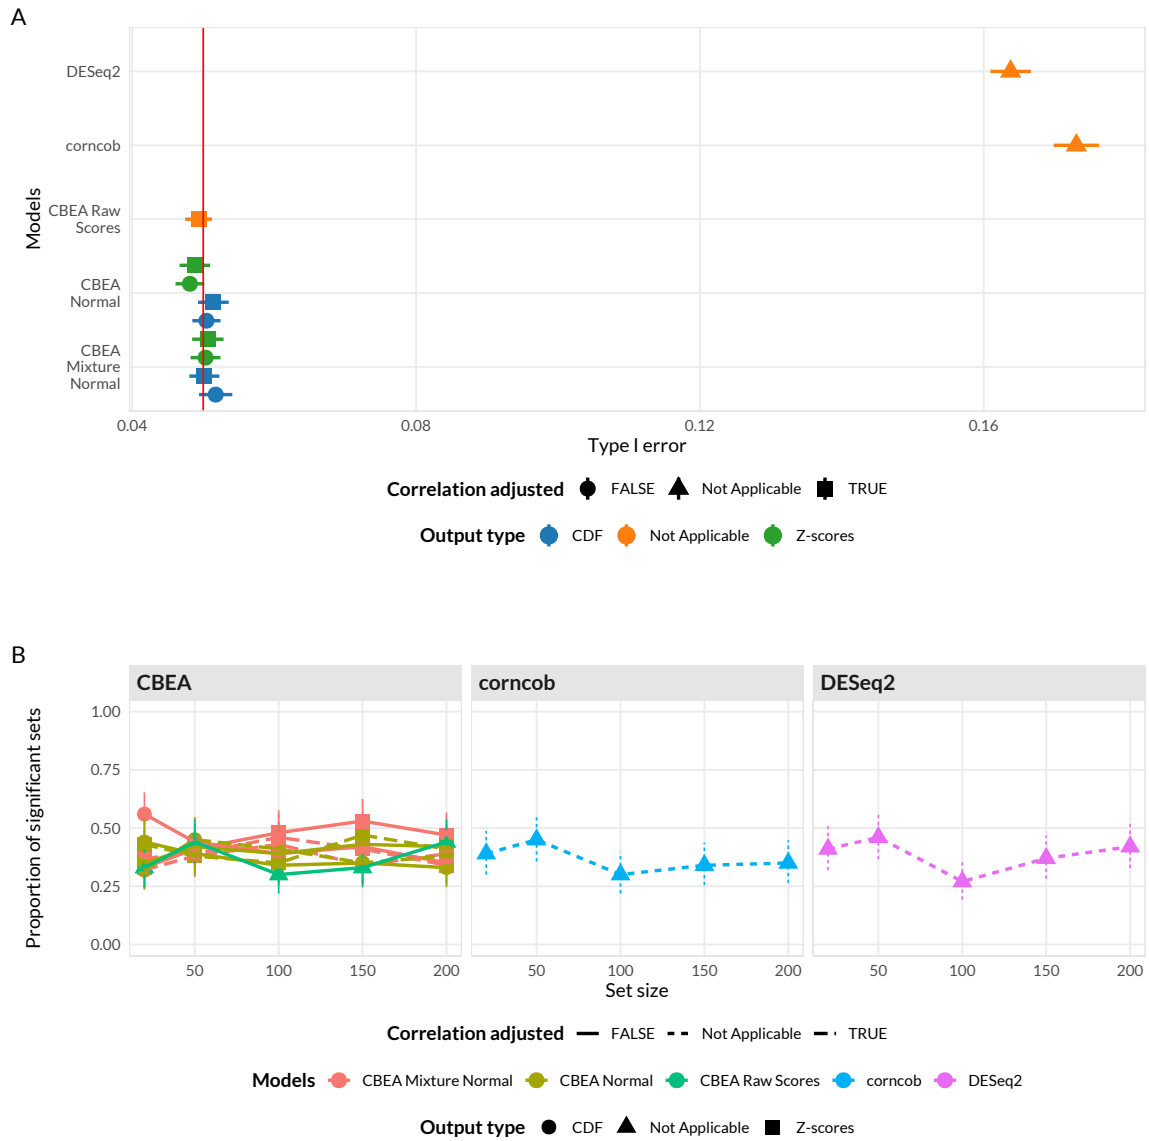 A
DESeq2
corncob
CBEA Raw
Scores
CBEA
Normal
CBEA
Mixture
Normal
Models
0.04 0.08 0.12 0.16
Type I error
Correlation adjusted FALSE Not Applicable TRUE
Output type CDF Not Applicable Z-scores
B
CBEA corncob DESeq2
Proportion of significant sets
1.00
0.75
0.50
0.25
0.00
50 100 150 200 50 100 150 200 50 100 150 200
Set size
Correlation adjusted FALSE Not Applicable TRUE
Models CBEA Mixture Normal CBEA Normal CBEA Raw Scores corncob DESeq2
Output type CDF Not Applicable Z-scores